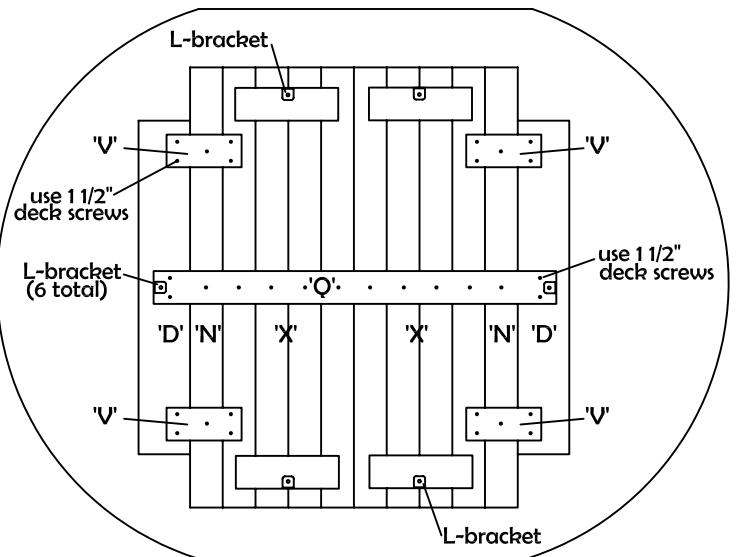 L-bracket
'V'
'V'
use 1 1/2"
deck screws
use 1 1/2"
deck screws
L-bracket
(6 total)
'Q'
'D' 'N' 'X' 'X' 'N' 'D'
'V'
'V'
L-bracket